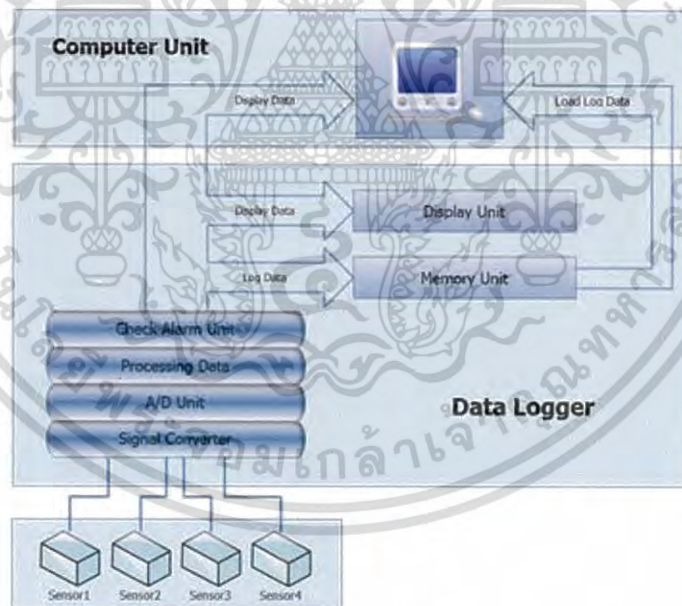 Computer Unit
Display Data
Load Log Data
Display Data
Display Unit
Log Data
Memory Unit
Check Alarm Unit
Processing Data
A/D Unit
Signal Converter
Data Logger
Sensor1
Sensor2
Sensor3
Sensor4